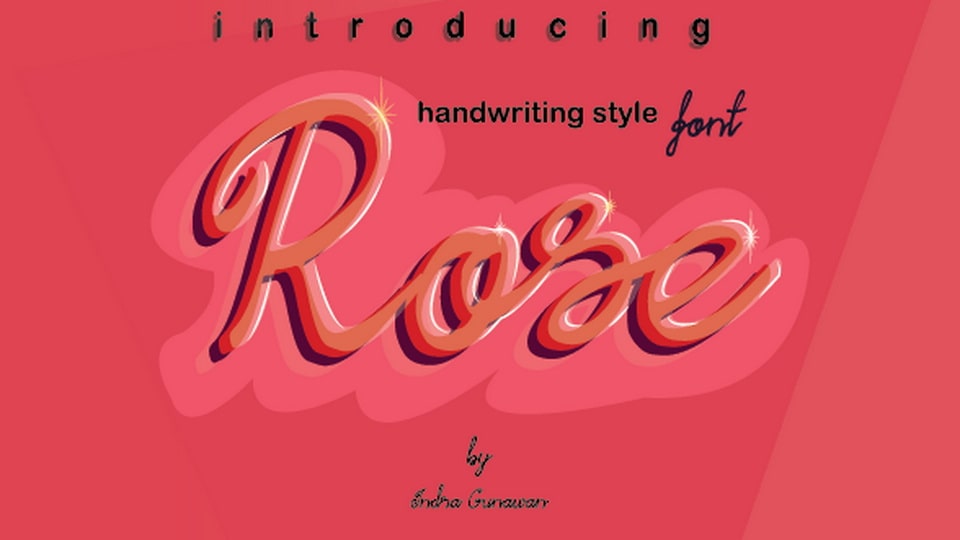 introducing
handwriting style font
Rose
by
Indra Gunawan